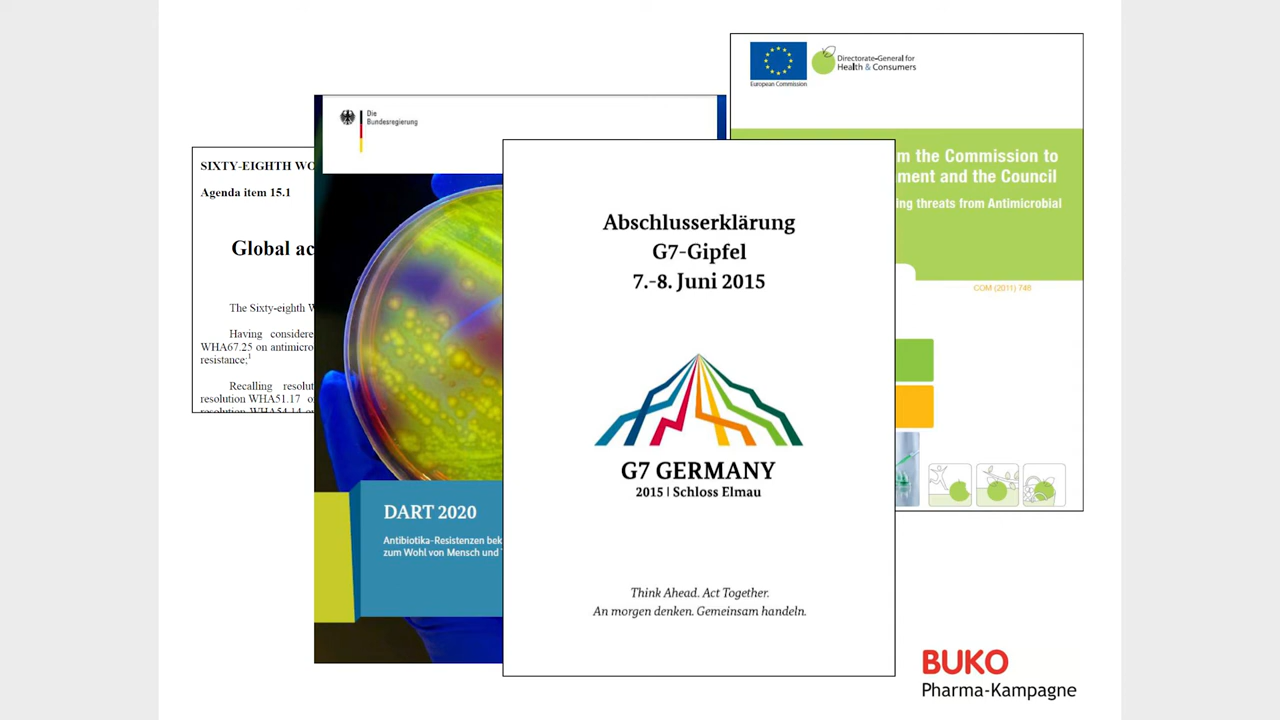 SIXTY-EIGHTH WO
Agenda item 15.1
Global ac
The Sixty-eighth W
Having considere
WHA67.25 on antimicro
resistance;1
Recalling resolut
resolution WHA51.17 o
resolution WHA54.14 o
Die
Bundesregierung
DART 2020
Antibiotika-Resistenzen bek
zum Wohl von Mensch und T
Abschlusserklärung
G7-Gipfel
7.-8. Juni 2015
G7 GERMANY
2015 | Schloss Elmau
Think Ahead. Act Together.
An morgen denken. Gemeinsam handeln.
European Commission
Directorate-General for
Health & Consumers
m the Commission to
ment and the Council
ing threats from Antimicrobial
COM (2011) 748
BUKO
Pharma-Kampagne